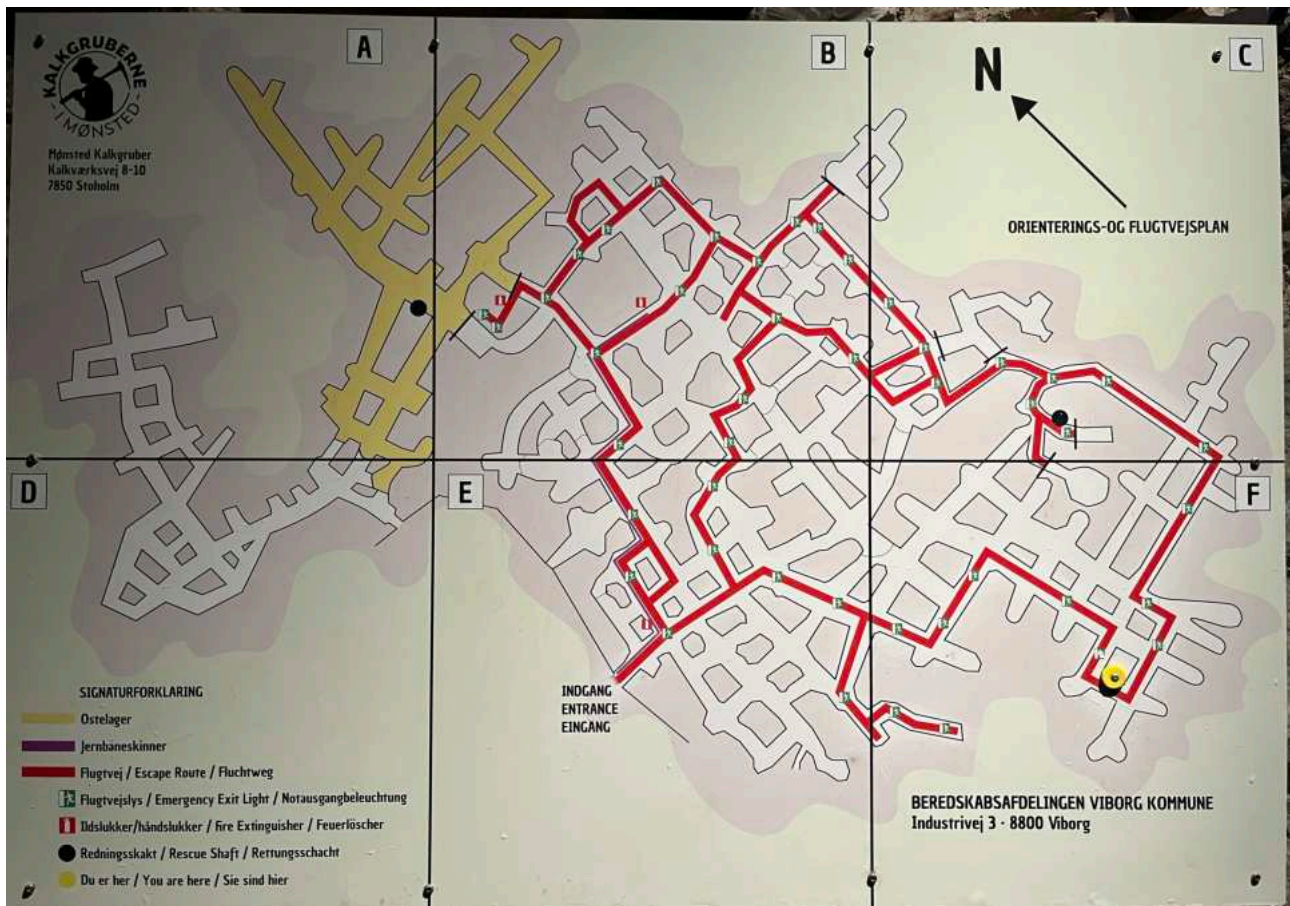 A
B
C
N
KALKGRUBERNE
- I MØNSTED -
Mønsted Kalkgruber
Kalkværksvej 8-10
7850 Stoholm
ORIENTERINGS-OG FLUGTVEJSPLAN
D
E
F
INDGANG
ENTRANCE
EINGANG
SIGNATURFORKLARING
Ostelager
Jernbaneskinner
Flugtvej / Escape Route / Fluchtweg
Flugtvejslys / Emergency Exit Light / Notausgangbeleuchtung
Ildslukker/håndslukker / Fire Extinguisher / Feuerlöscher
Redningsskakt / Rescue Shaft / Rettungsschacht
Du er her / You are here / Sie sind hier
BEREDSKABSAFDELINGEN VIBORG KOMMUNE
Industrivej 3 · 8800 Viborg